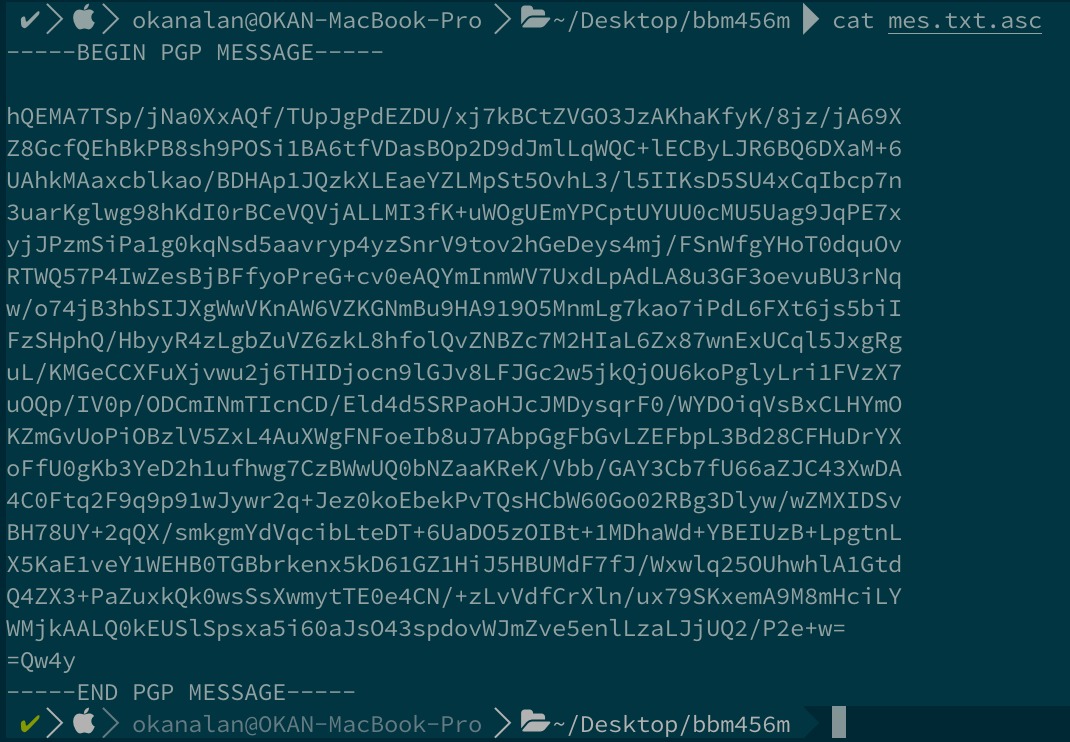 okanalan@OKAN-MacBook-Pro ~/Desktop/bbm456m cat mes.txt.asc
-----BEGIN PGP MESSAGE-----
hQEMA7TSp/jNa0XxAQf/TUpJgPdEZDU/xj7kBCtZVGO3JzAKhaKfyK/8jz/jA69X
Z8GcfQEhBkPB8sh9POSi1BA6tfVDasBOp2D9dJmlLqWQC+lECByLJR6BQ6DXaM+6
UAhkMAaxcblkao/BDHAp1JQzkXLEaeYZLMpSt5OvhL3/l5IIKsD5SU4xCqIbcp7n
3uarKglwg98hKdI0rBCeVQVjALLMI3fK+uWOgUEmYPCptUYUU0cMU5Uag9JqPE7x
yjJPzmSiPa1g0kqNsd5aavryp4yzSnrV9tov2hGeDeys4mj/FSnWfgYHoT0dquOv
RTWQ57P4IwZesBjBFfyoPreG+cv0eAQYmInmWV7UxdLpAdLA8u3GF3oevuBU3rNq
w/o74jB3hbSIJXgWwVKnAW6VZKGNmBu9HA919O5MnmLg7kao7iPdL6FXt6js5biI
FzSHphQ/HbyyR4zLgbZuVZ6zkL8hfolQvZNBZc7M2HIaL6Zx87wnExUCql5JxgRg
uL/KMGeCCXFuXjvwu2j6THIDjocn9lGJv8LFJGc2w5jkQjOU6koPglyLri1FVzX7
uOQp/IV0p/ODCmINmTIcnCD/Eld4d5SRPaoHJcJMDysqrF0/WYDOiqVsBxCLHYmO
KZmGvUoPiOBzlV5ZxL4AuXWgFNFoeIb8uJ7AbpGgFbGvLZEFbpL3Bd28CFHuDrYX
oFfU0gKb3YeD2h1ufhwg7CzBWwUQ0bNZaaKReK/Vbb/GAY3Cb7fU66aZJC43XwDA
4C0Ftq2F9q9p91wJywr2q+Jez0koEbekPvTQsHCbW60Go02RBg3Dlyw/wZMXIDSv
BH78UY+2qQX/smkgmYdVqcibLteDT+6UaDO5zOIBt+1MDhaWd+YBEIUzB+LpgtnL
X5KaE1veY1WEHB0TGBbrkenx5kD61GZ1HiJ5HBUMdF7fJ/Wxwlq25OUhwhlA1Gtd
Q4ZX3+PaZuxkQk0wsSsXwmytTE0e4CN/+zLvVdfCrXln/ux79SKxemA9M8mHciLY
WMjkAALQ0kEUSlSpsxa5i60aJsO43spdovWJmZve5enlLzaLJjUQ2/P2e+w=
=Qw4y
-----END PGP MESSAGE-----
okanalan@OKAN-MacBook-Pro ~/Desktop/bbm456m